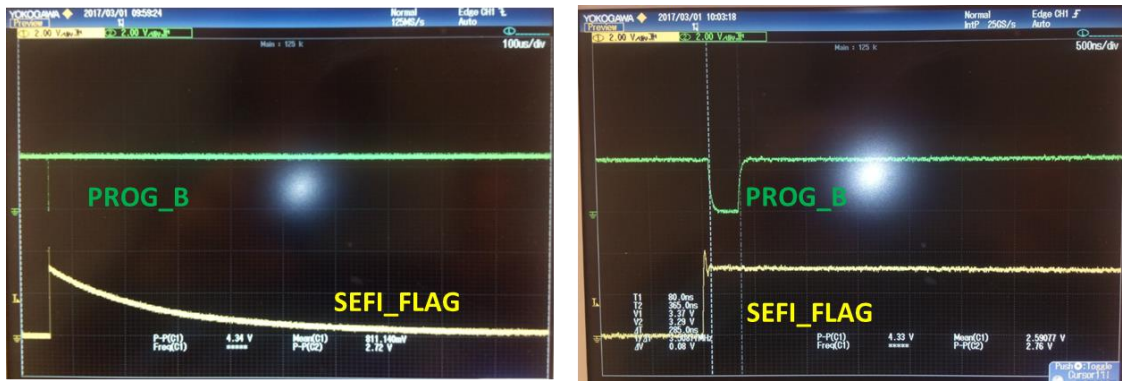 YOKOGAWA 2017/03/01 09:59:24
Normal
125MS/s
Edge CH1
Auto
Preview
2.00 V
2.00 V
Main : 125 k
100us/div
PROG_B
SEFI_FLAG
P-P(C1) 4.34 V Mean(C1) 811.140mV
Freq(C1) ***** P-P(C2) 2.72 V
YOKOGAWA 2017/03/01 10:03:18
Normal
IntP 25GS/s
Edge CH1
Auto
Preview
2.00 V
2.00 V
Main : 125 k
500ns/div
PROG_B
SEFI_FLAG
T1 80.0ns
T2 365.0ns
V1 3.37 V
V2 3.29 V
ΔT 285.0ns
ΔV 0.08 V
P-P(C1) 4.33 V Mean(C1) 2.59077 V
Freq(C1) ***** P-P(C2) 2.76 V
Push :Toggle